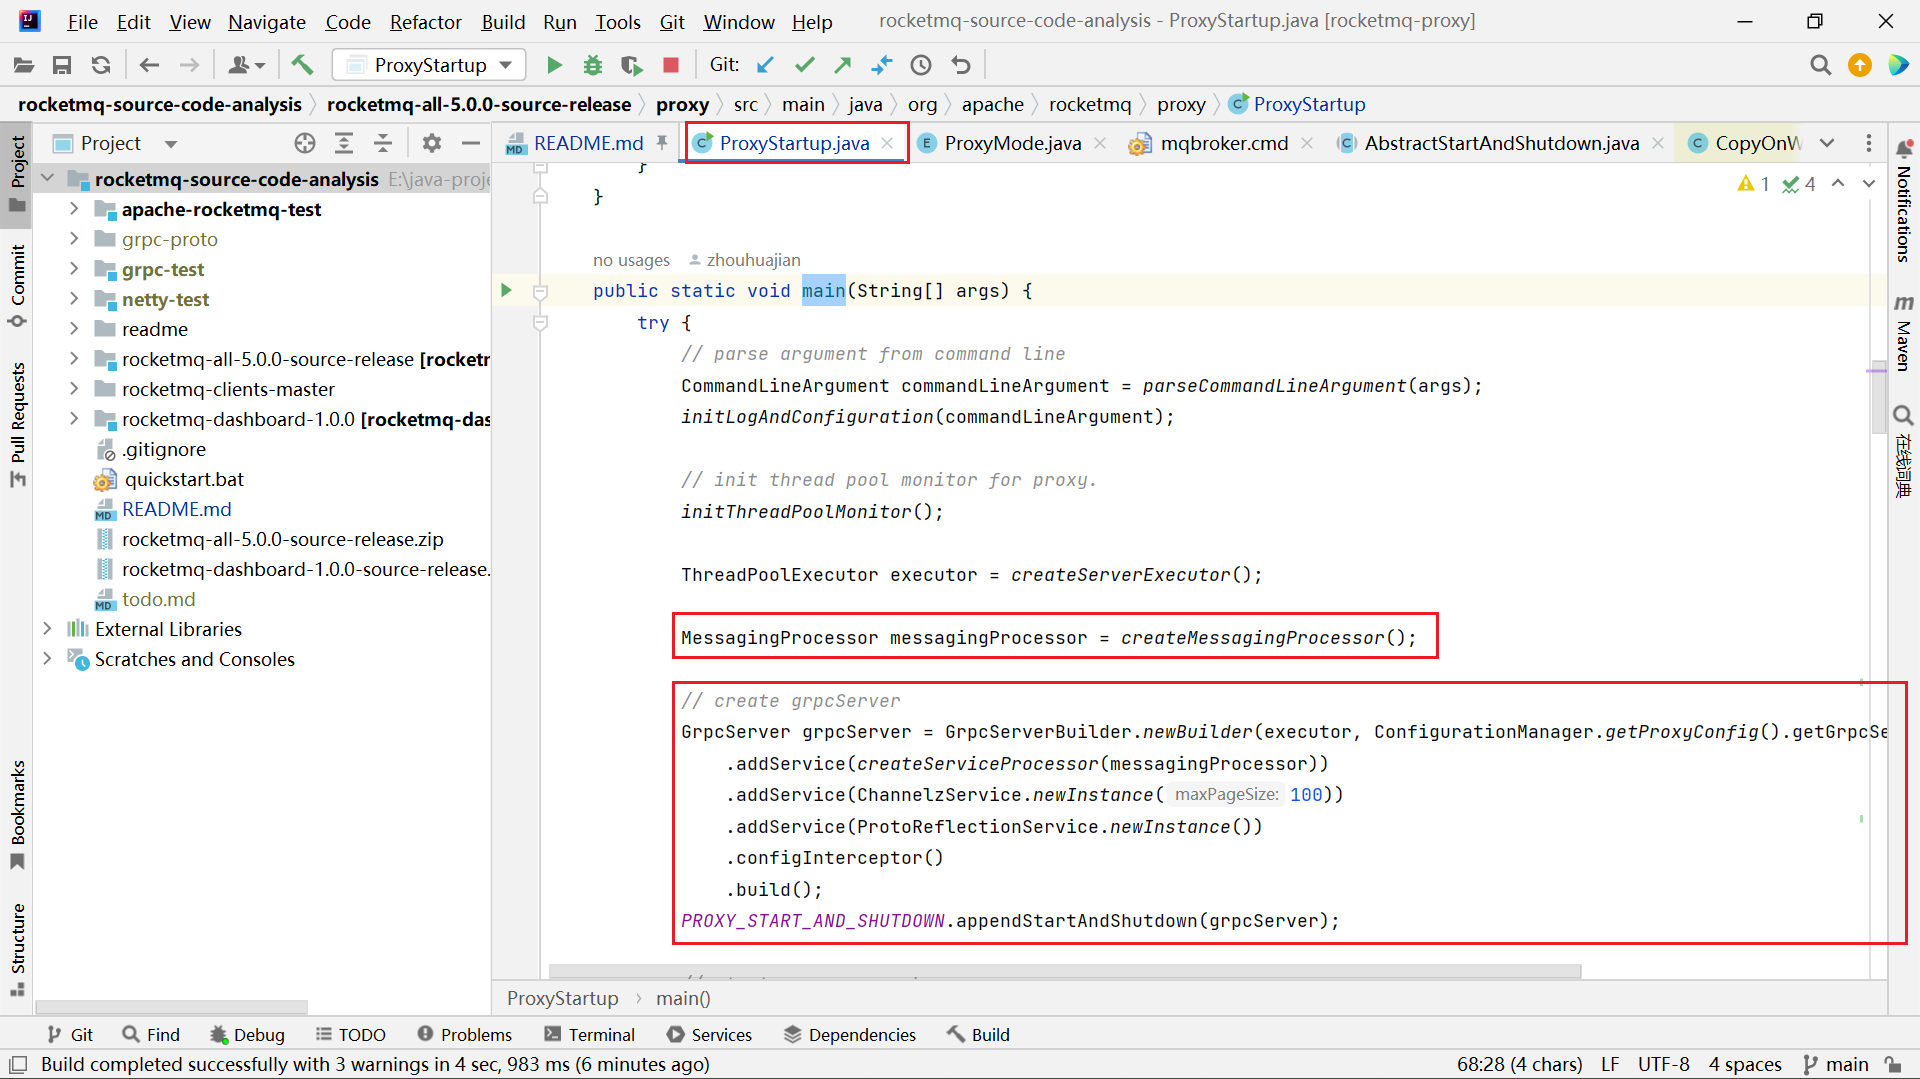 File Edit View Navigate Code Refactor Build Run Tools Git Window Help rocketmq-source-code-analysis - ProxyStartup.java [rocketmq-proxy]
ProxyStartup Git:
rocketmq-source-code-analysis rocketmq-all-5.0.0-source-release proxy src main java org apache rocketmq proxy ProxyStartup
Project
README.md ProxyStartup.java ProxyMode.java mqbroker.cmd AbstractStartAndShutdown.java CopyOnW
1 4
Project
Commit
Pull Requests
Bookmarks
Structure
rocketmq-source-code-analysis E:\java-proje
apache-rocketmq-test
grpc-proto
grpc-test
netty-test
readme
rocketmq-all-5.0.0-source-release [rocketm
rocketmq-clients-master
rocketmq-dashboard-1.0.0 [rocketmq-das
.gitignore
quickstart.bat
README.md
rocketmq-all-5.0.0-source-release.zip
rocketmq-dashboard-1.0.0-source-release.
todo.md
External Libraries
Scratches and Consoles
}
}
no usages zhouhuajian
public static void main(String[] args) {
try {
// parse argument from command line
CommandLineArgument commandLineArgument = parseCommandLineArgument(args);
initLogAndConfiguration(commandLineArgument);
// init thread pool monitor for proxy.
initThreadPoolMonitor();
ThreadPoolExecutor executor = createServerExecutor();
MessagingProcessor messagingProcessor = createMessagingProcessor();
// create grpcServer
GrpcServer grpcServer = GrpcServerBuilder.newBuilder(executor, ConfigurationManager.getProxyConfig().getGrpcSe
.addService(createServiceProcessor(messagingProcessor))
.addService(ChannelzService.newInstance( maxPageSize: 100))
.addService(ProtoReflectionService.newInstance())
.configInterceptor()
.build();
PROXY_START_AND_SHUTDOWN.appendStartAndShutdown(grpcServer);
Notifications
Maven
在线词典
ProxyStartup main()
Git Find Debug TODO Problems Terminal Services Dependencies Build
Build completed successfully with 3 warnings in 4 sec, 983 ms (6 minutes ago) 68:28 (4 chars) LF UTF-8 4 spaces main